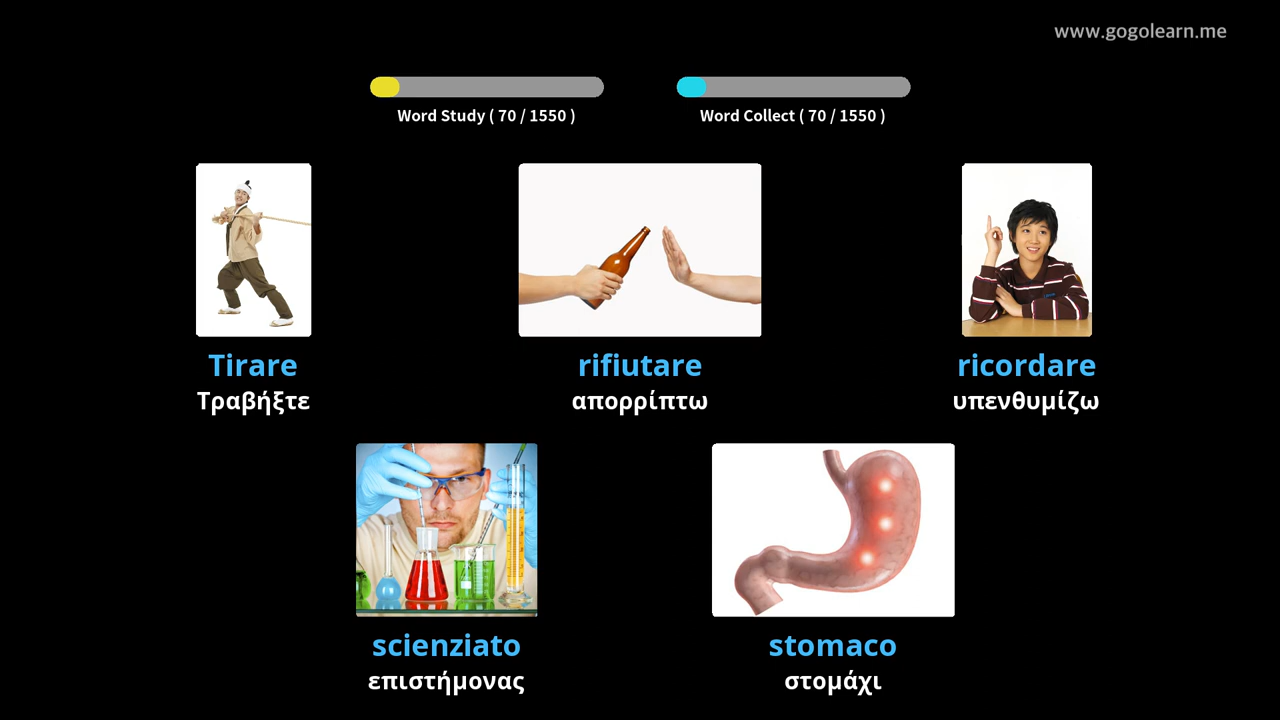 www.gogolearn.me
Word Study ( 70 / 1550 )
Word Collect ( 70 / 1550 )
Tirare
Τραβήξτε
rifiutare
απορρίπτω
ricordare
υπενθυμίζω
scienziato
επιστήμονας
stomaco
στομάχι